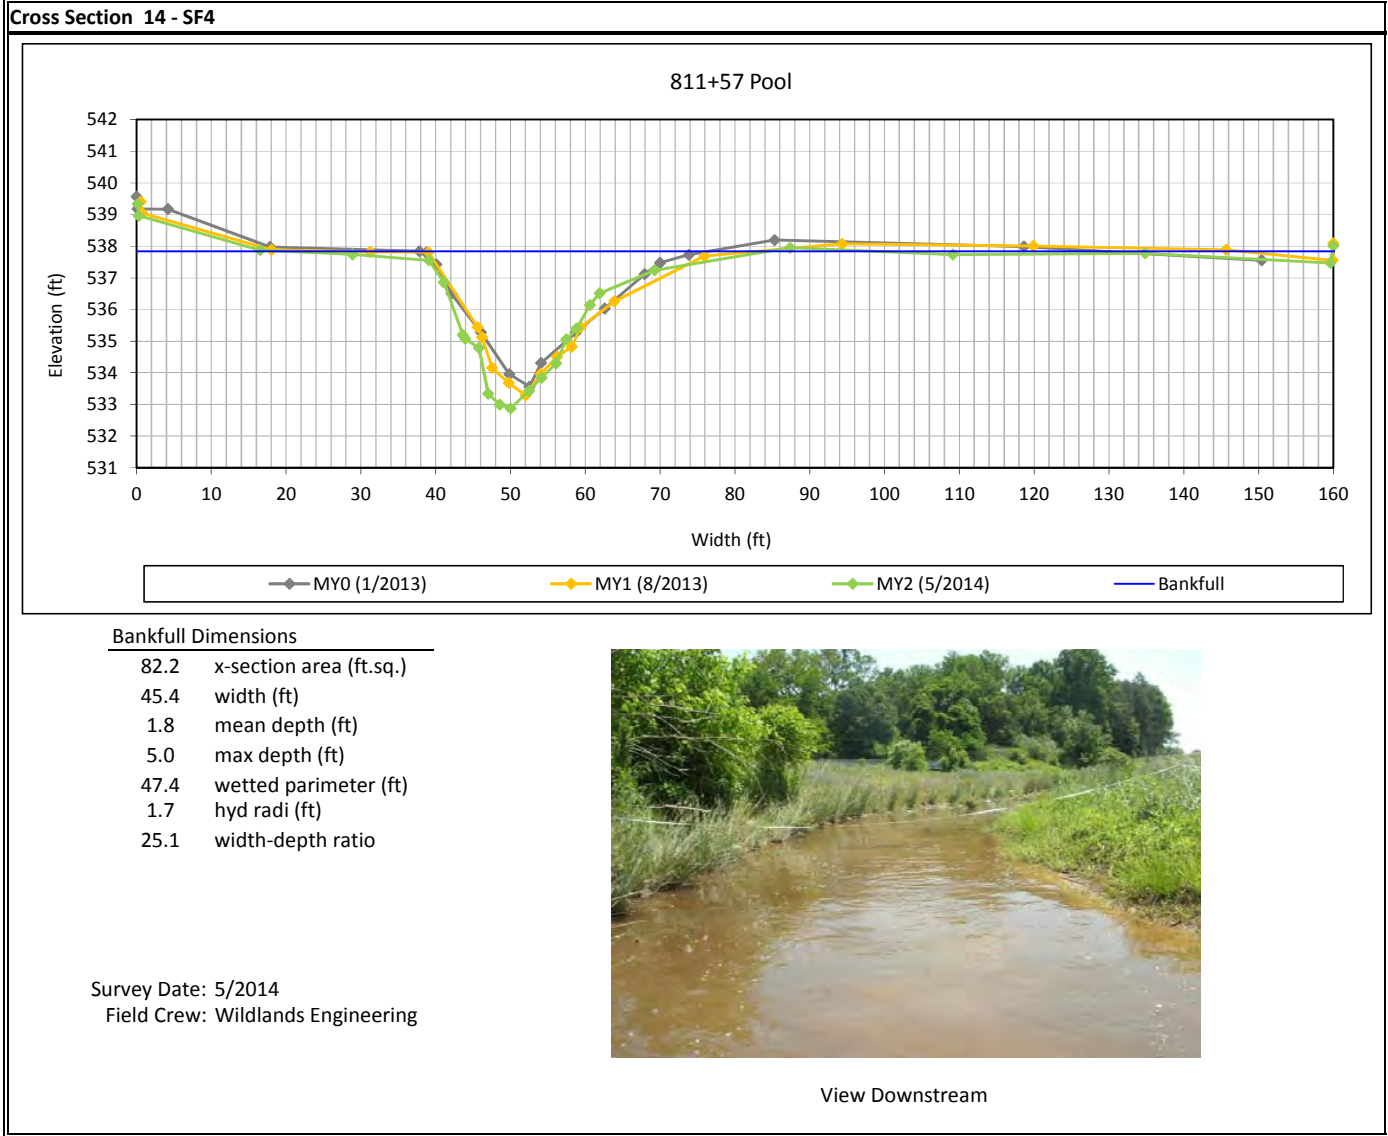 Cross Section 14 - SF4
811+57 Pool
542
541
540
539
538
537
536
535
534
533
532
531
Elevation (ft)
0 10 20 30 40 50 60 70 80 90 100 110 120 130 140 150 160
Width (ft)
MY0 (1/2013) MY1 (8/2013) MY2 (5/2014) Bankfull
Bankfull Dimensions
82.2 x-section area (ft.sq.)
45.4 width (ft)
1.8 mean depth (ft)
5.0 max depth (ft)
47.4 wetted parimeter (ft)
1.7 hyd radi (ft)
25.1 width-depth ratio
Survey Date: 5/2014
Field Crew: Wildlands Engineering
View Downstream